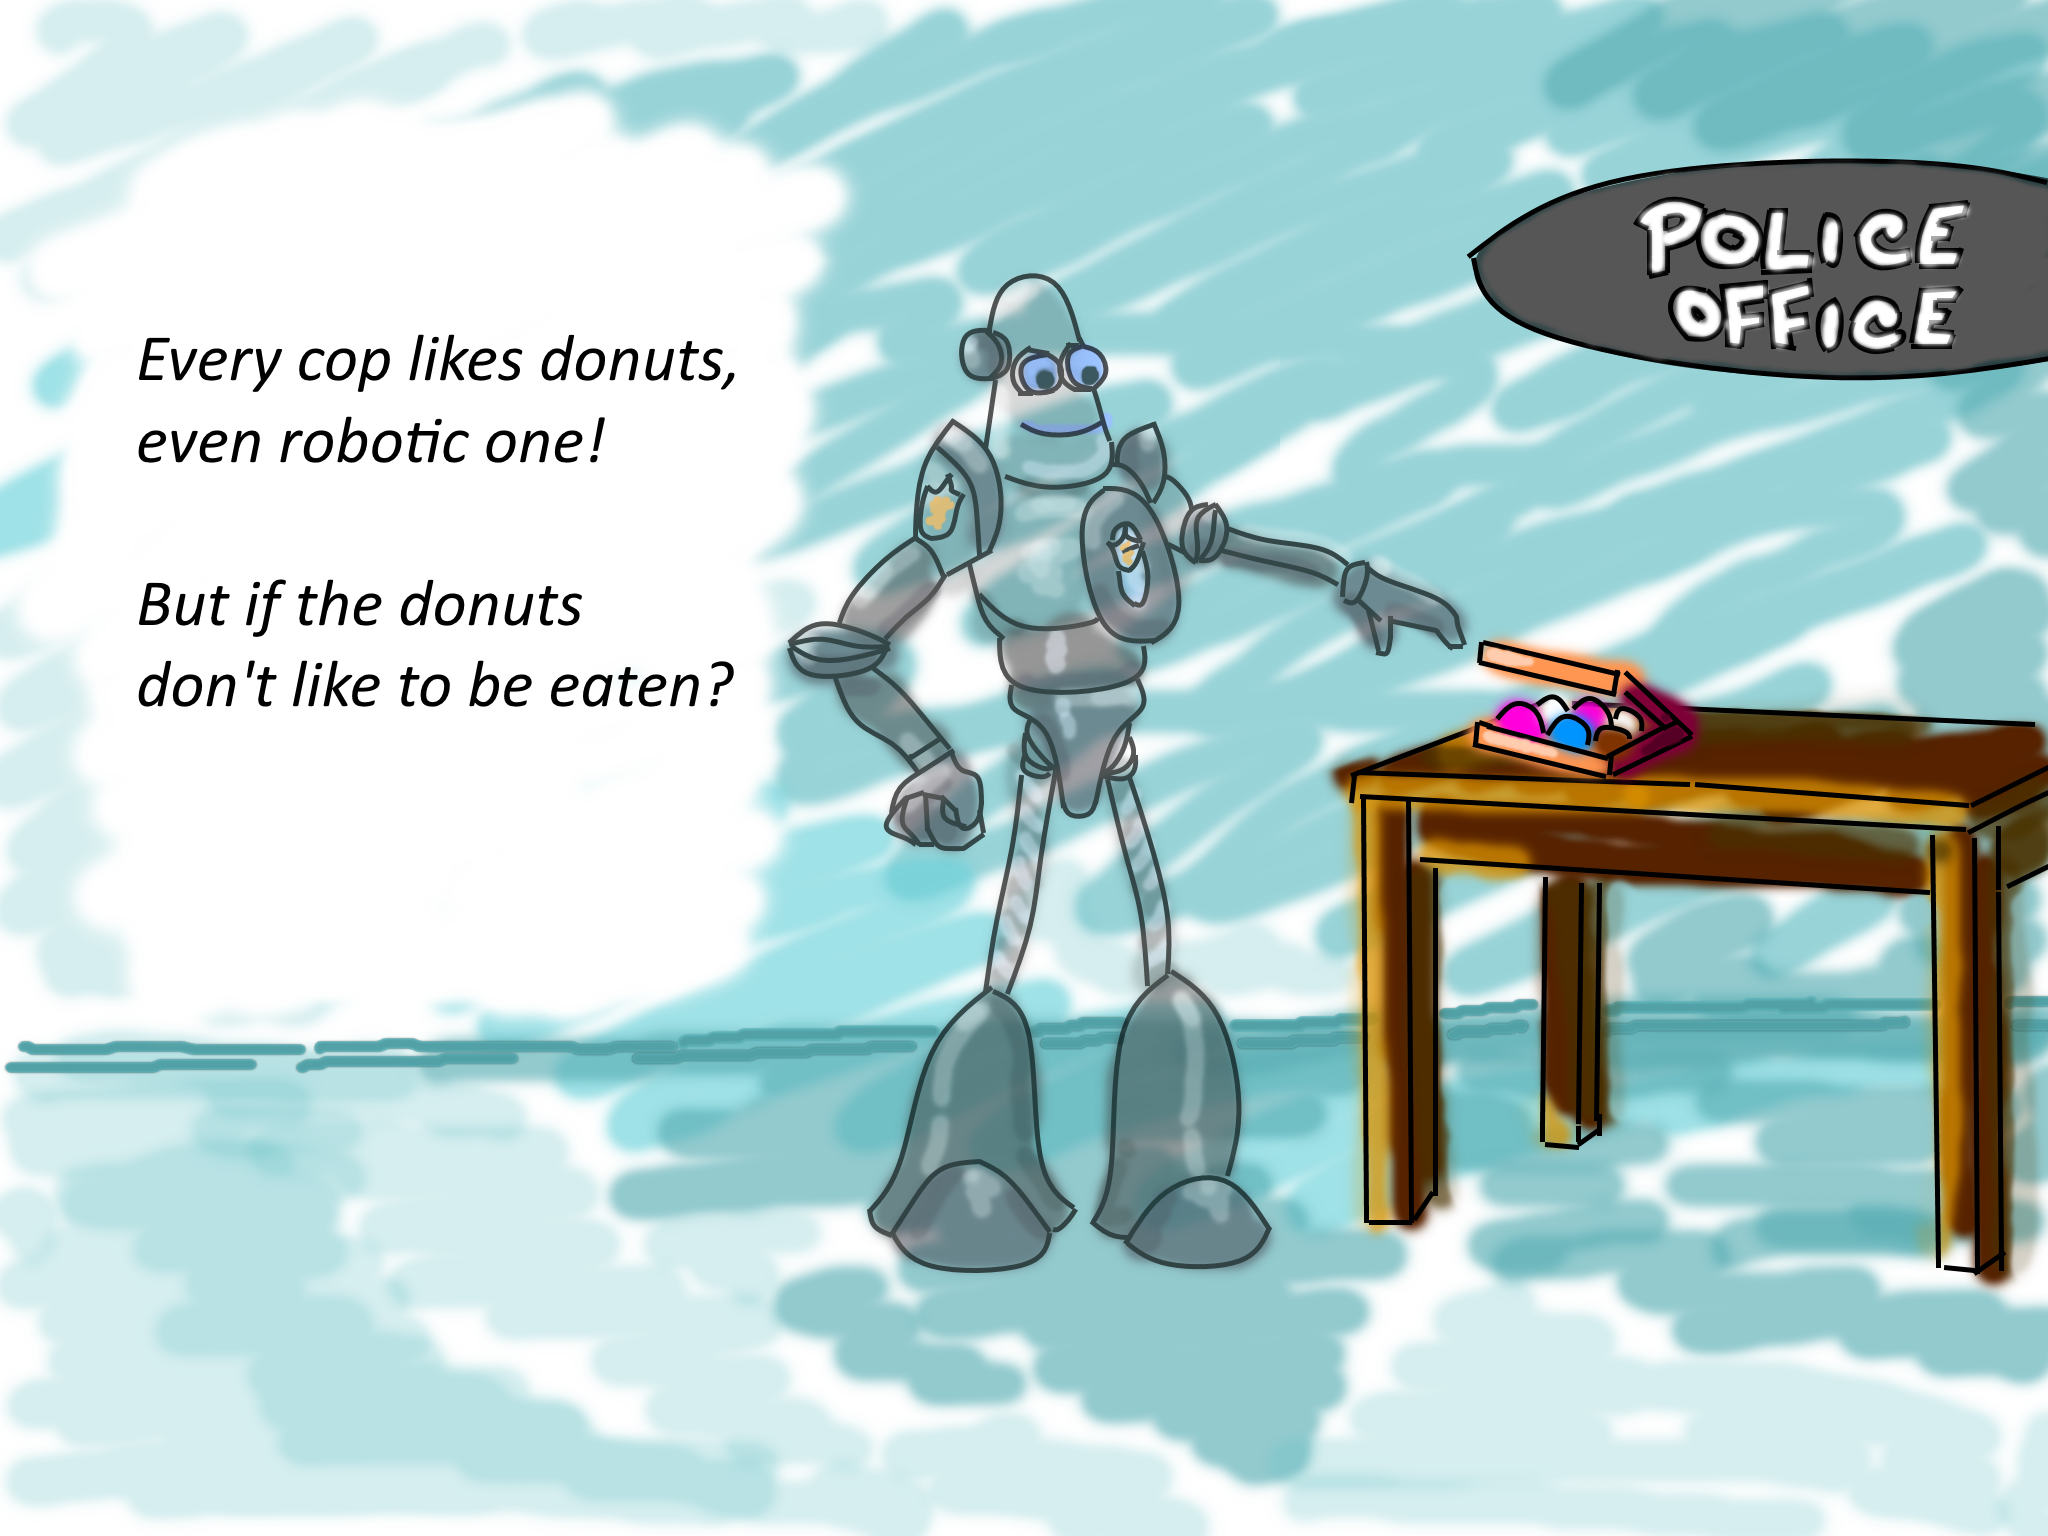 Every cop likes donuts,
even robotic one!
But if the donuts
don't like to be eaten?
POLICE
OFFICE